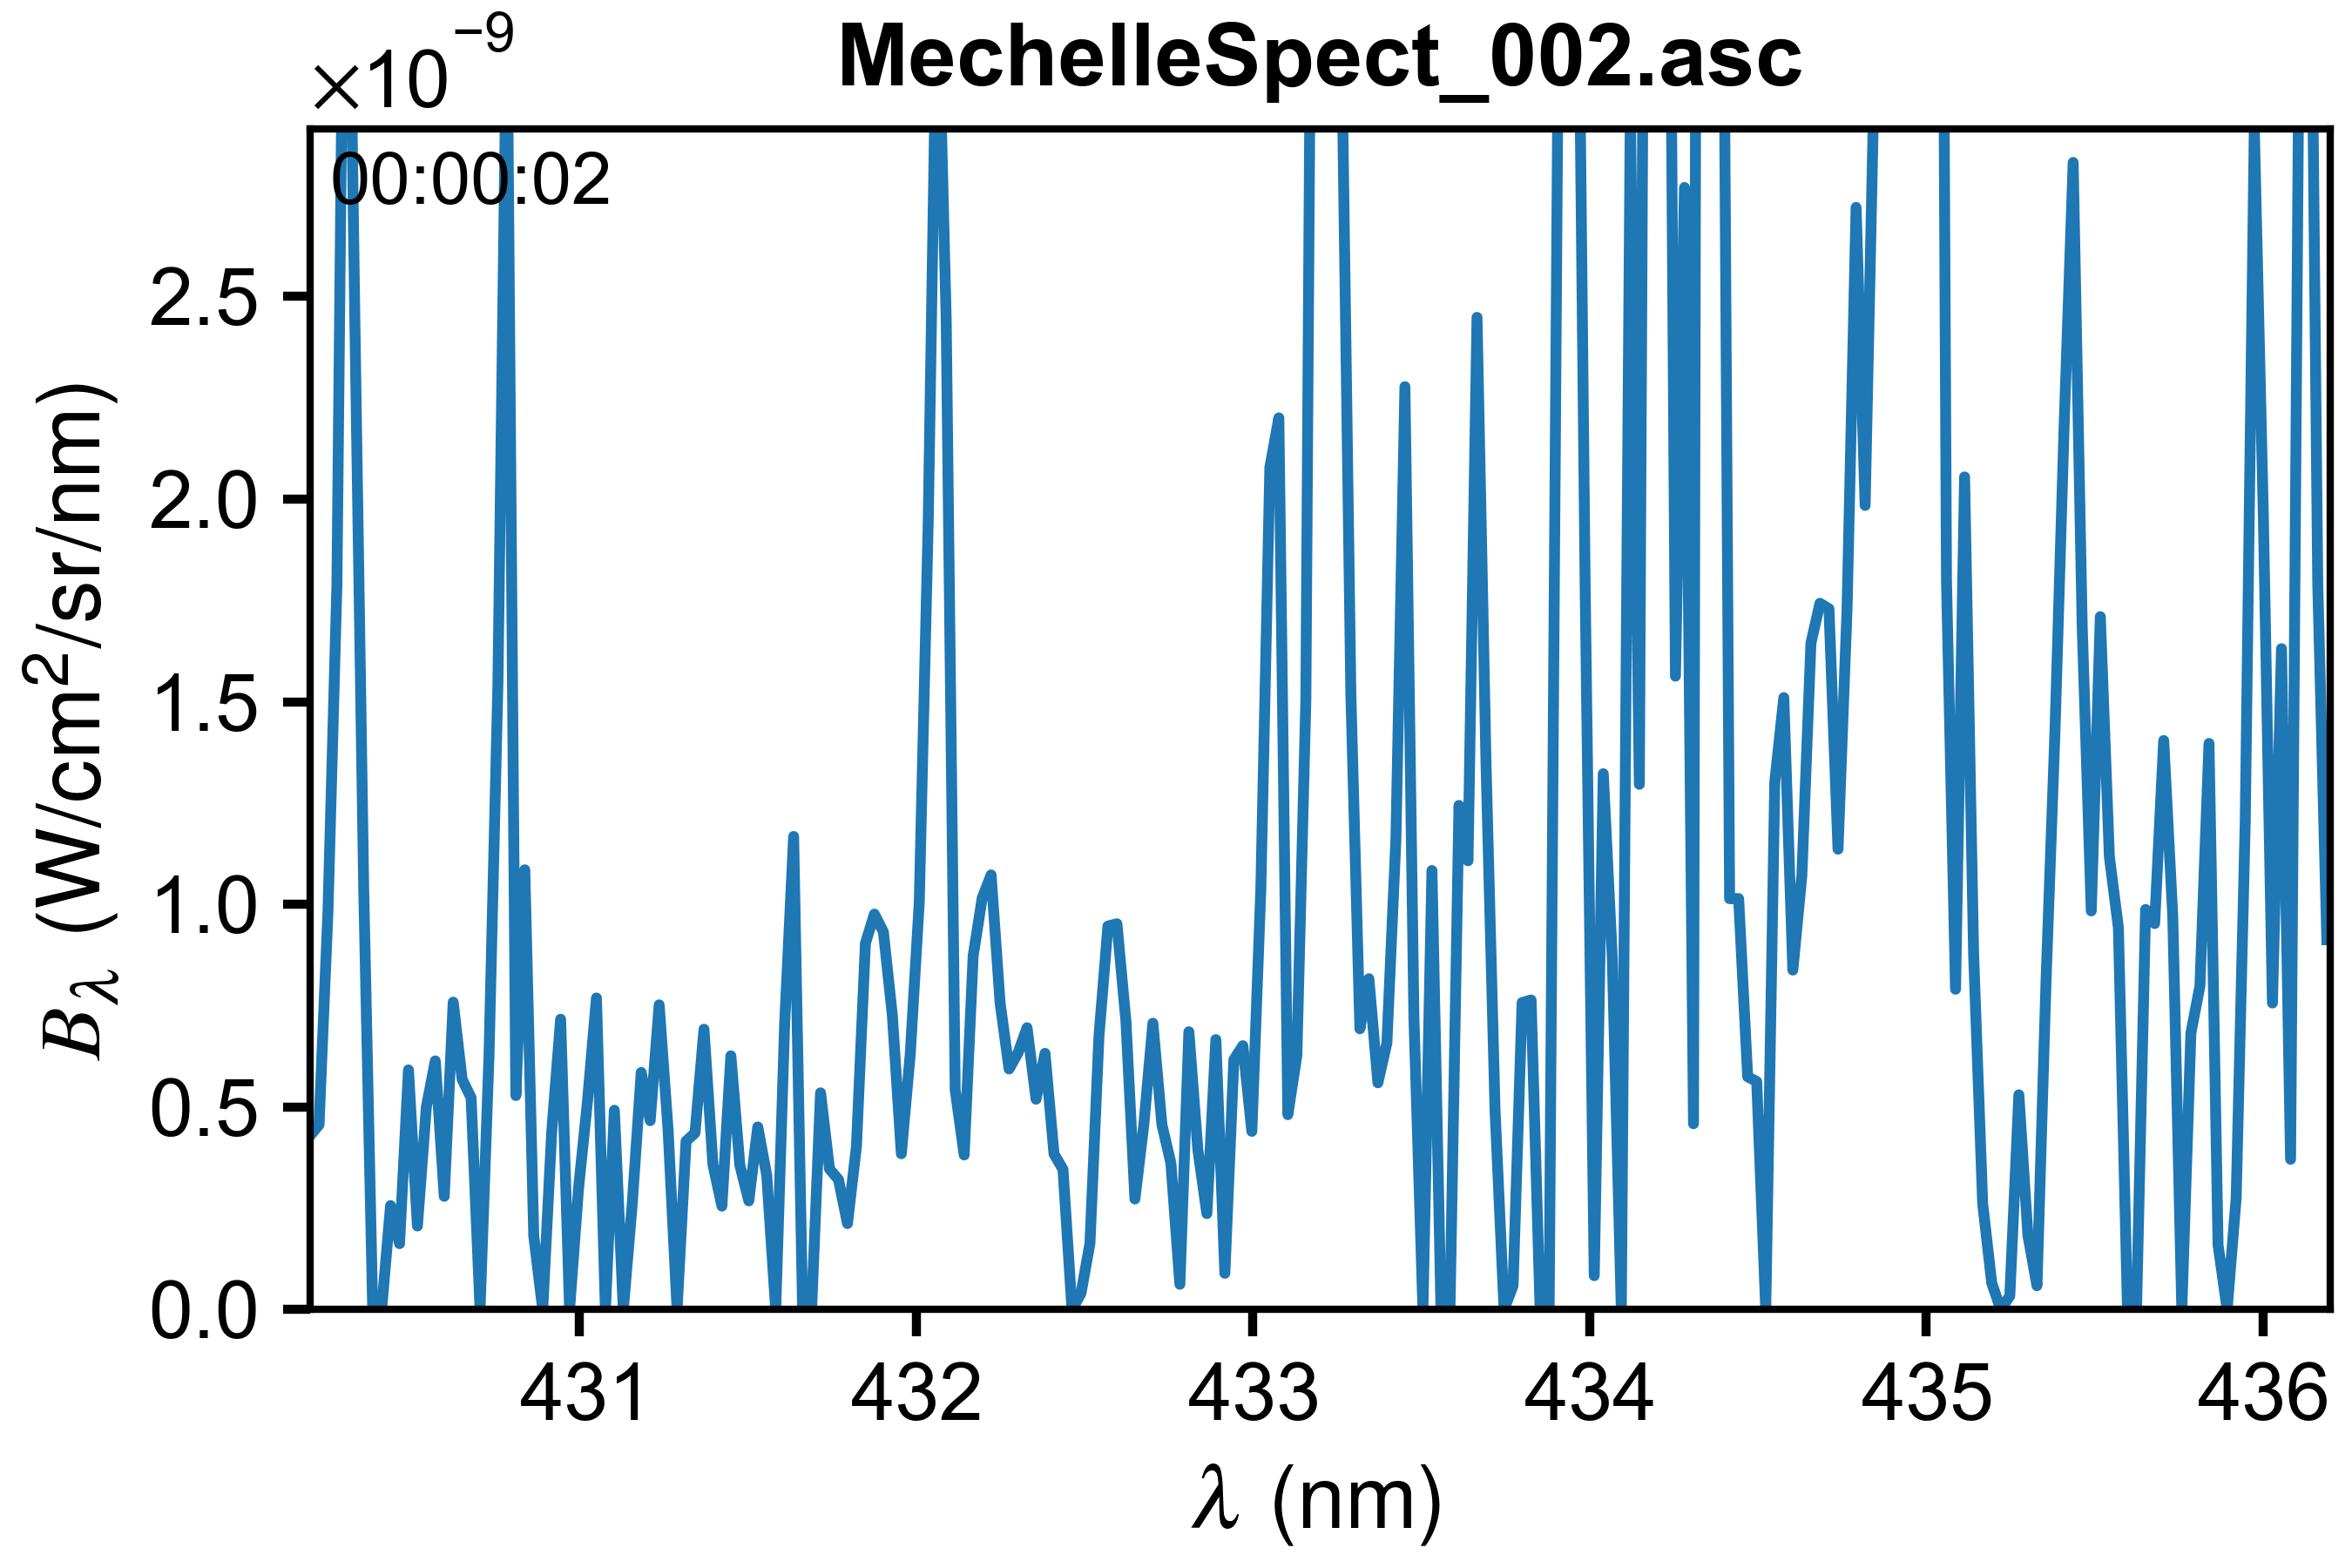 ×10⁻⁹
MechelleSpect_002.asc
00:00:02
2.5
2.0
1.5
1.0
0.5
0.0
B_λ (W/cm²/sr/nm)
431 432 433 434 435 436
λ (nm)